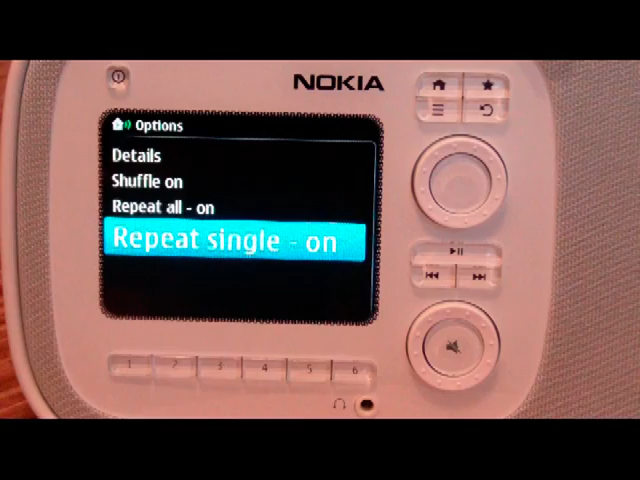 NOKIA
Options
Details
Shuffle on
Repeat all - on
Repeat single - on
1 2 3 4 5 6